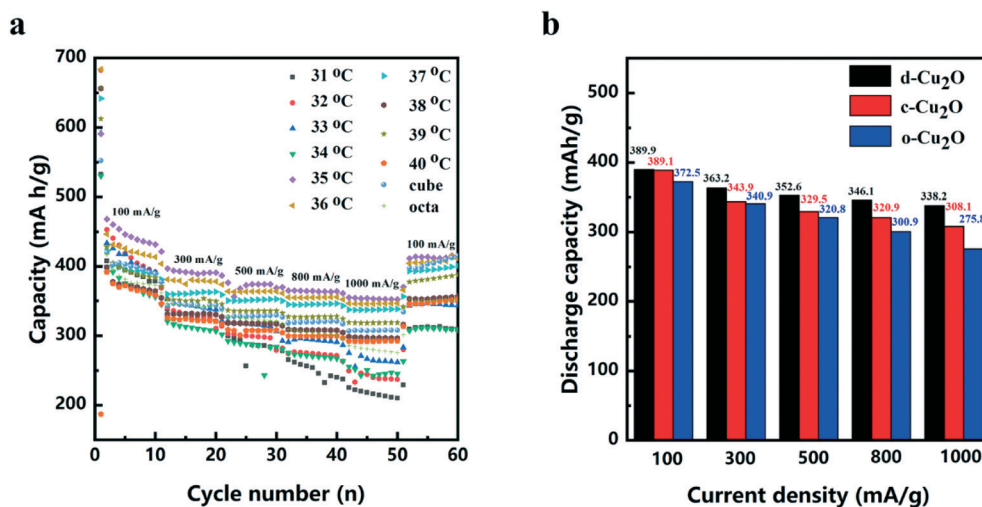 a
700
600
500
400
300
200
0
10
20
30
40
50
60
Capacity (mA h/g)
Cycle number (n)
31 ⁰C
32 ⁰C
33 ⁰C
34 ⁰C
35 ⁰C
36 ⁰C
37 ⁰C
38 ⁰C
39 ⁰C
40 ⁰C
cube
octa
100 mA/g
300 mA/g
500 mA/g
800 mA/g
1000 mA/g
100 mA/g
b
500
400
300
200
100
0
Discharge capacity (mAh/g)
d-Cu₂O
c-Cu₂O
o-Cu₂O
389.9
389.1
372.5
363.2
343.9
340.9
352.6
329.5
320.8
346.1
320.9
300.9
338.2
308.1
275.8
100
300
500
800
1000
Current density (mA/g)